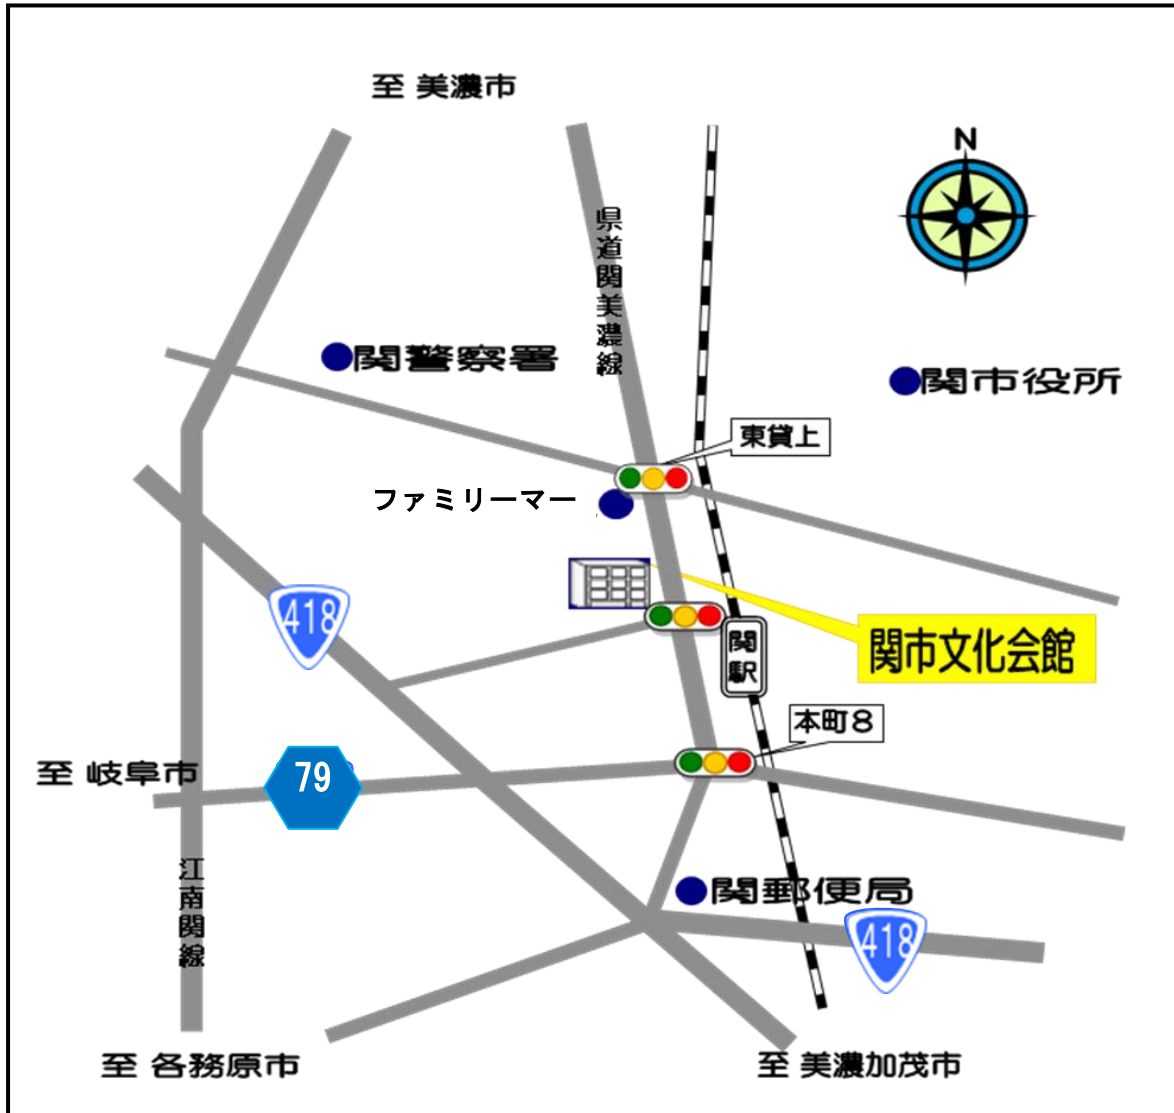 至 美濃市
N
県道関美濃線
関警察署
関市役所
東貸上
ファミリーマー
418
関市文化会館
関駅
本町8
至 岐阜市
79
江南関線
関郵便局
418
至 各務原市
至 美濃加茂市